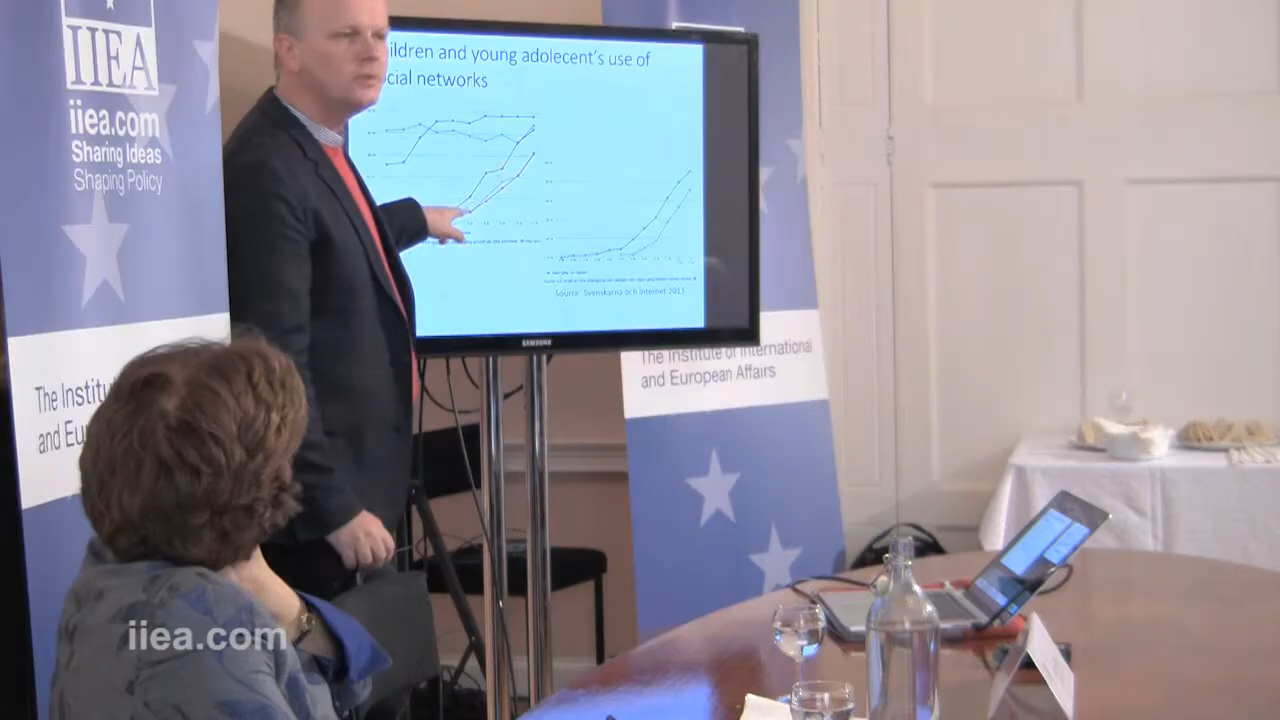 IIEA
iiea.com
Sharing Ideas
Shaping Policy
The Institu
and Eu
ildren and young adolecent's use of
cial networks
Source: Svenskarna och Internet 2013
SAMSUNG
The Institute of International
and European Affairs
iiea.com